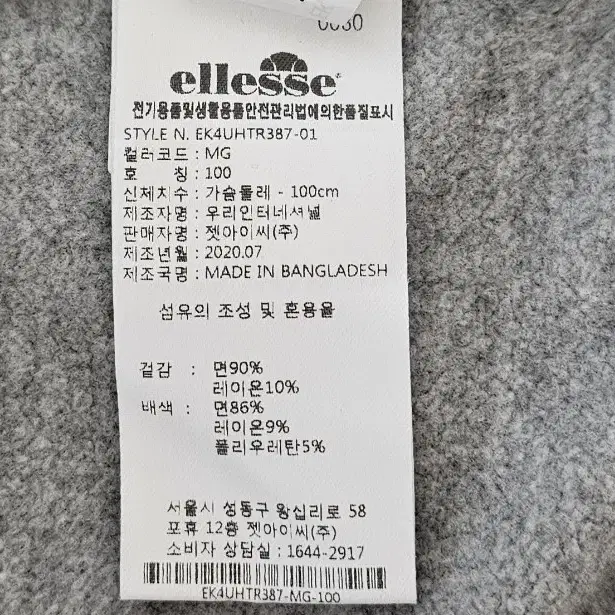 0030
ellesse
전기용품및생활용품안전관리법에의한품질표시
STYLE N. EK4UHTR387-01
컬러코드 : MG
호 칭 : 100
신체치수 : 가슴둘레 - 100cm
제조자명 : 우리인터네셔널
판매자명 : 젯아이씨(주)
제조년월 : 2020.07
제조국명 : MADE IN BANGLADESH
섬유의 조성 및 혼용율
겉감 : 면90%
레이온10%
배색 : 면86%
레이온9%
폴리우레탄5%
서울시 성동구 왕십리로 58
포휴 12층 젯아이씨(주)
소비자 상담실 : 1644-2917
EK4UHTR387-MG-100